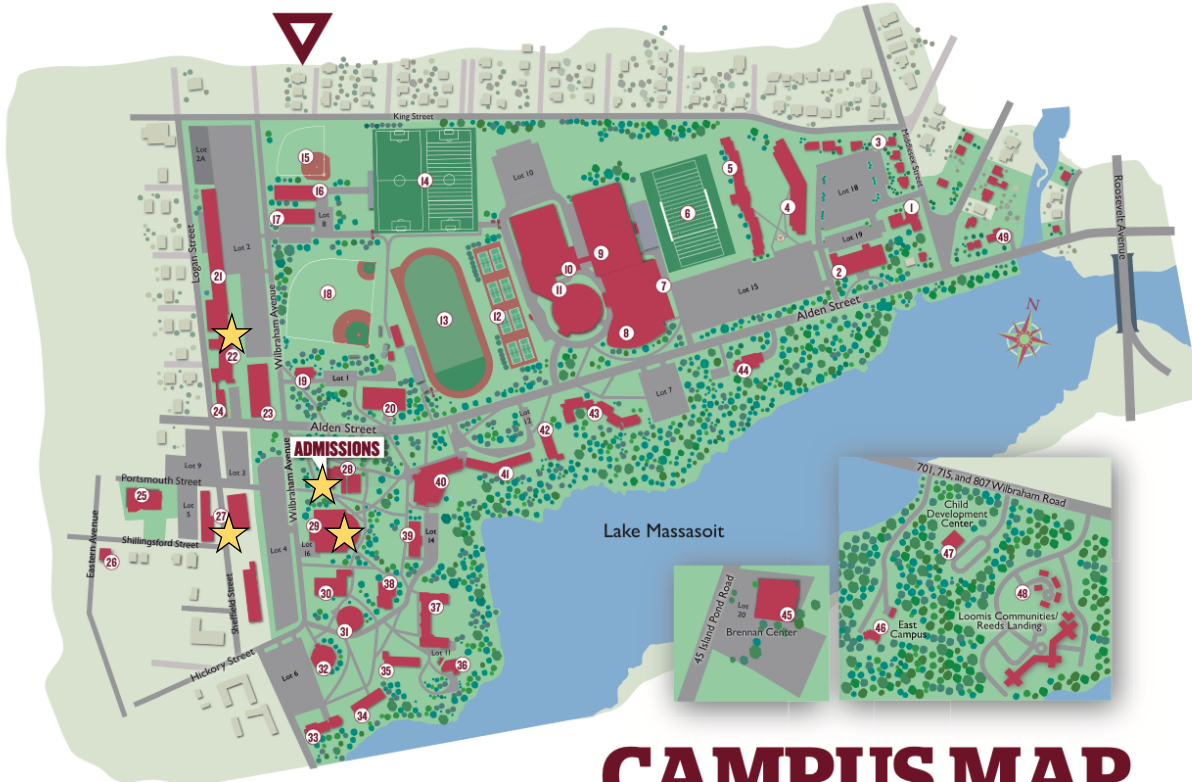 King Street
Middlesex Street
Roosevelt Avenue
Logan Street
Wilbraham Avenue
Lot
2A
Lot 2
Lot
8
Lot 10
Lot 18
Lot 19
Lot 15
Alden Street
N
15
16
17
14
5
4
3
1
49
6
2
9
10
11
7
8
12
13
18
21
22
19
20
23
24
Lot 1
Lot 7
44
Lot
12
43
42
41
Alden Street
ADMISSIONS
Wilbraham Avenue
28
40
Lot 9
Lot 3
Portsmouth Street
25
Lot
5
27
29
Lot
16
Lot 4
39
Lot
14
Shillingsford Street
Eastern Avenue
26
Sheffield Street
Hickory Street
30
38
37
31
32
35
Lot 11
36
34
33
Lot 6
Lake Massasoit
45 Island Pond Road
Lot
20
45
Brennan Center
701, 715, and 807 Wilbraham Road
Child
Development
Center
47
48
Loomis Communities/
Reeds Landing
46
East
Campus
CAMPUS MAP